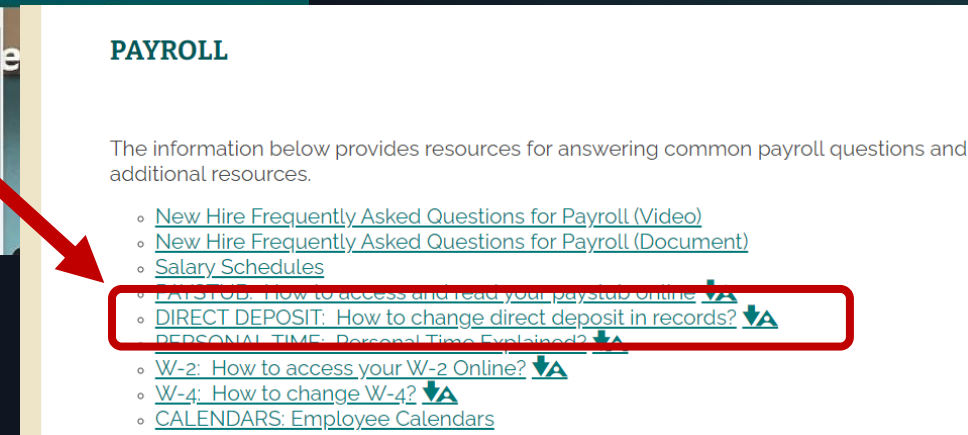 e
PAYROLL
The information below provides resources for answering common payroll questions and
additional resources.
New Hire Frequently Asked Questions for Payroll (Video)
New Hire Frequently Asked Questions for Payroll (Document)
Salary Schedules
PAYSTUB: How to access and read your paystub online
DIRECT DEPOSIT: How to change direct deposit in records?
PERSONAL TIME: Personal Time Explained?
W-2: How to access your W-2 Online?
W-4: How to change W-4?
CALENDARS: Employee Calendars